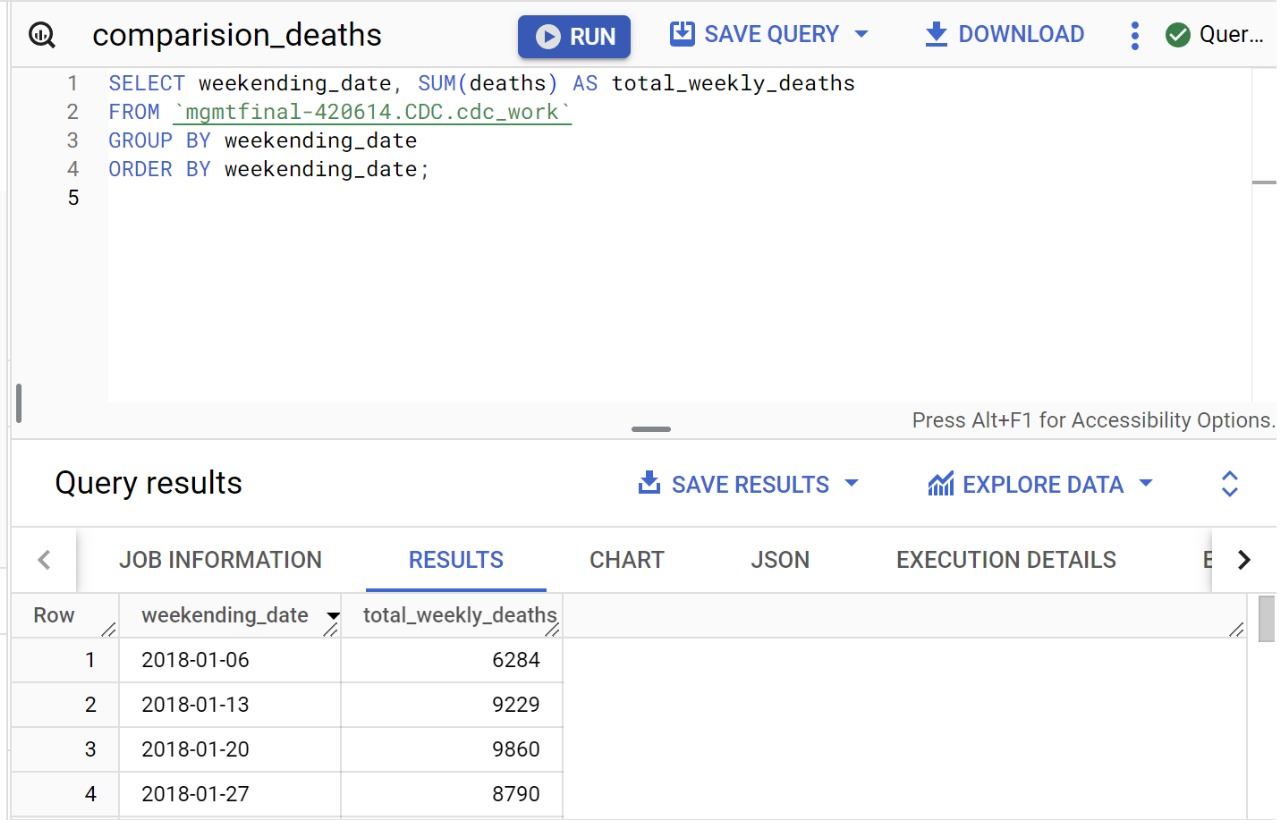 comparision_deaths RUN SAVE QUERY DOWNLOAD Quer...
1 SELECT weekending_date, SUM(deaths) AS total_weekly_deaths
2 FROM `mgmtfinal-420614.CDC.cdc_work`
3 GROUP BY weekending_date
4 ORDER BY weekending_date;
5
Press Alt+F1 for Accessibility Options.
Query results SAVE RESULTS EXPLORE DATA
JOB INFORMATION RESULTS CHART JSON EXECUTION DETAILS
Row weekending_date total_weekly_deaths
1 2018-01-06 6284
2 2018-01-13 9229
3 2018-01-20 9860
4 2018-01-27 8790